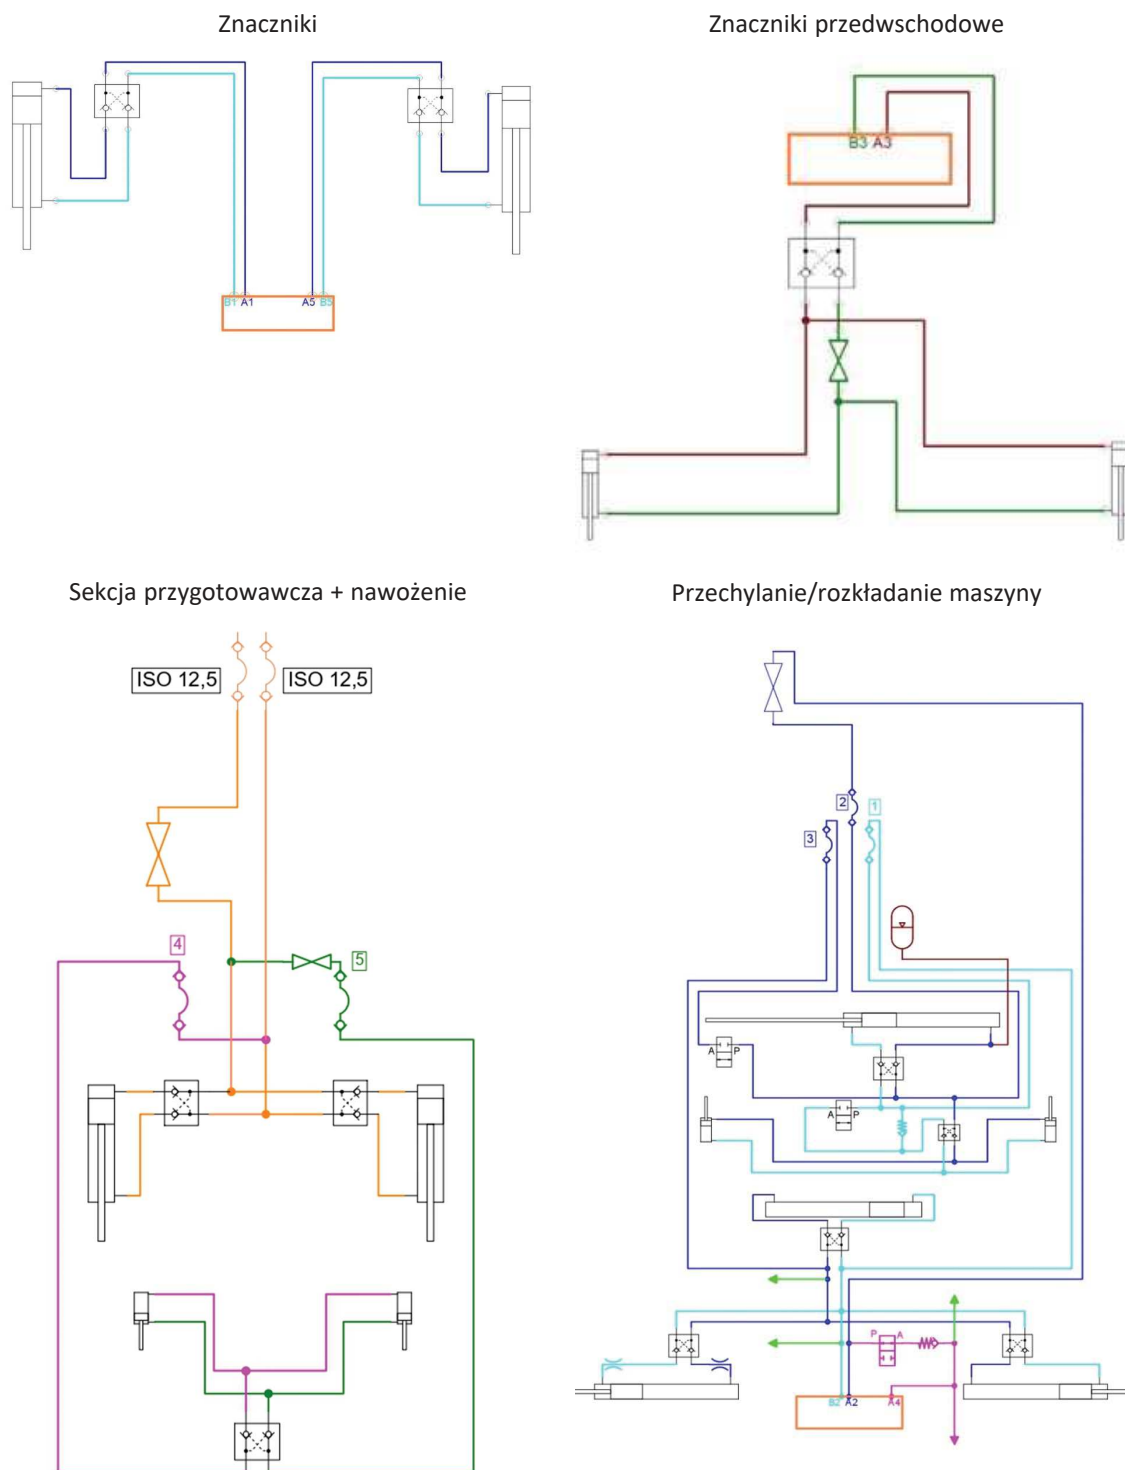 Znaczniki
B1 A1 A5 B5
Znaczniki przedwschodowe
B3 A3
Sekcja przygotowawcza + nawożenie
ISO 12,5 ISO 12,5
4
5
Przechylanie/rozkładanie maszyny
2 1
3
A P
A P
P A
B2 A2 A4